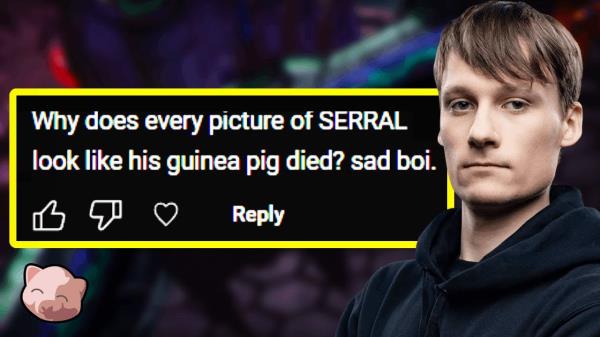 Why does every picture of SERRAL
look like his guinea pig died? sad boi.
Reply